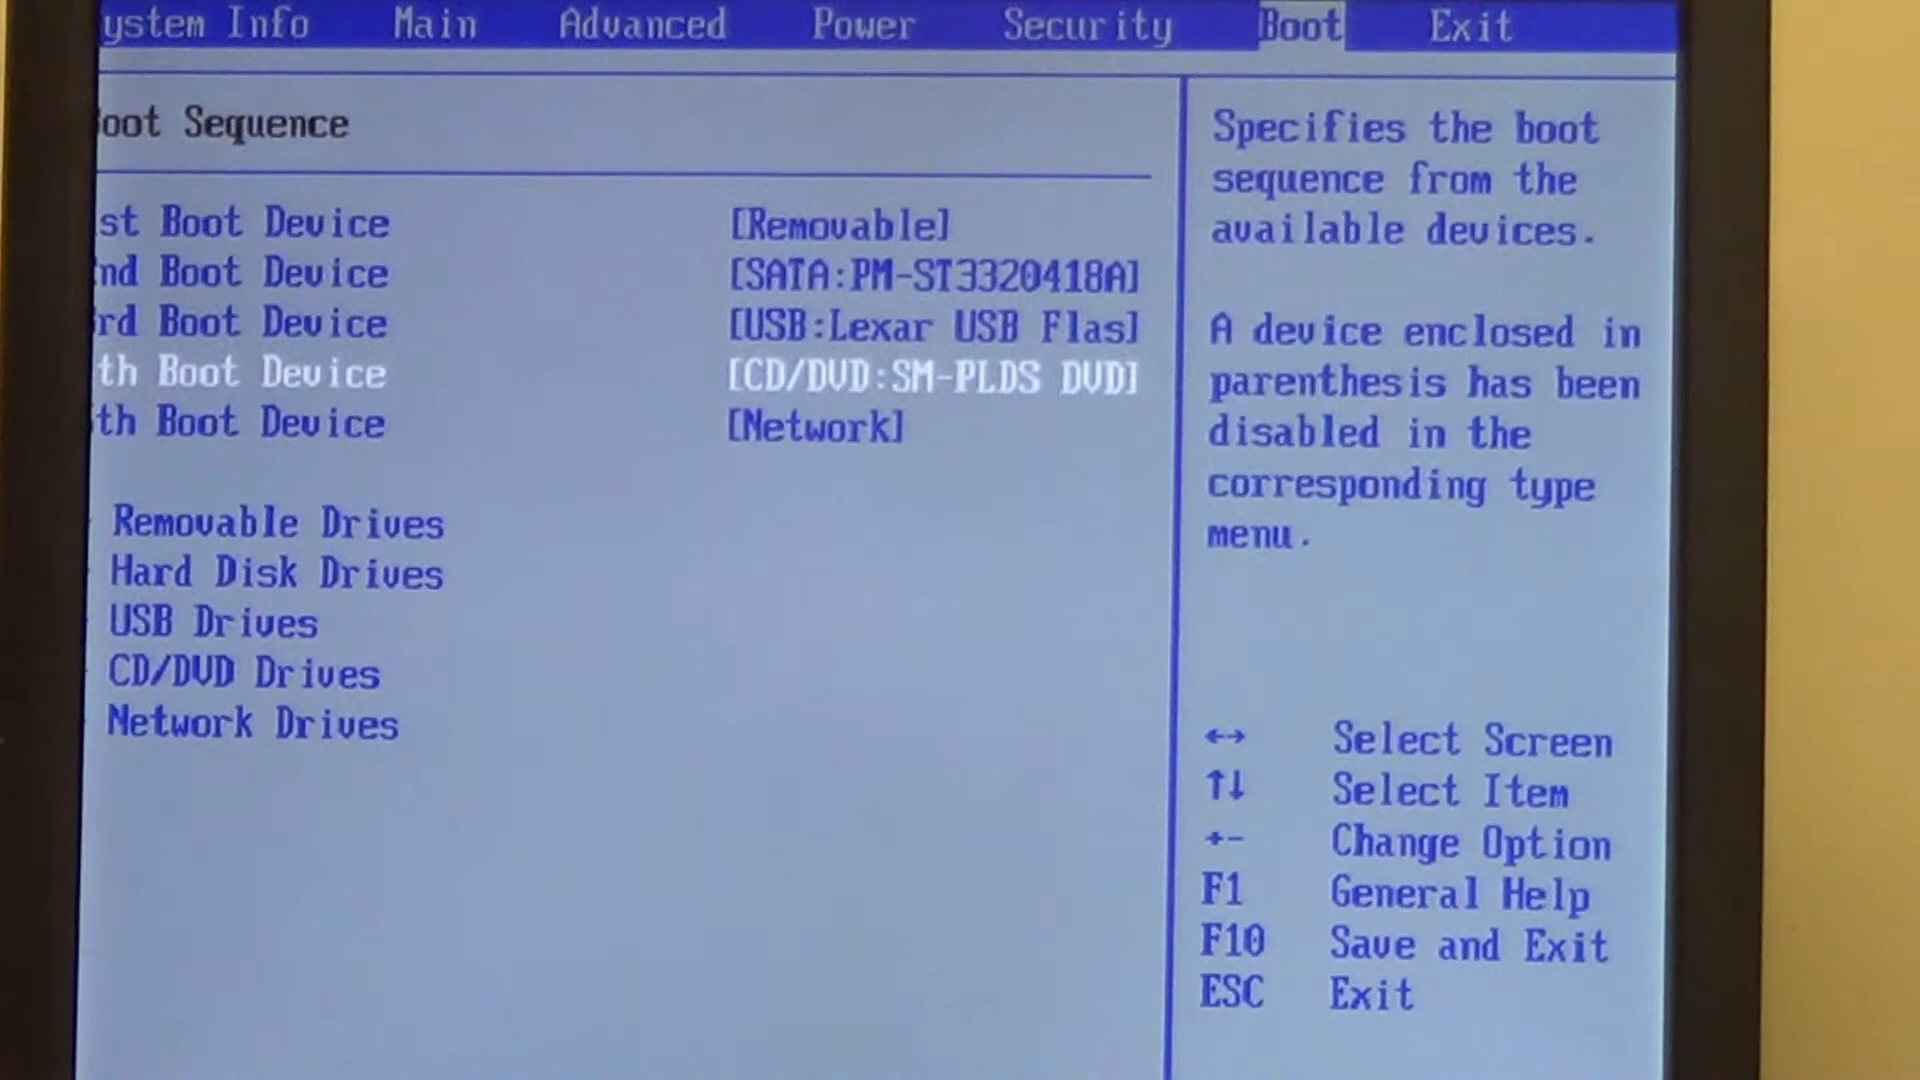 ystem Info Main Advanced Power Security Boot Exit
oot Sequence
st Boot Device [Removable]
nd Boot Device [SATA:PM-ST3320418A]
rd Boot Device [USB:Lexar USB Flas]
th Boot Device [CD/DVD:SM-PLDS DVD]
th Boot Device [Network]
Removable Drives
Hard Disk Drives
USB Drives
CD/DVD Drives
Network Drives
Specifies the boot
sequence from the
available devices.
A device enclosed in
parenthesis has been
disabled in the
corresponding type
menu.
←→ Select Screen
↑↓ Select Item
+- Change Option
F1 General Help
F10 Save and Exit
ESC Exit